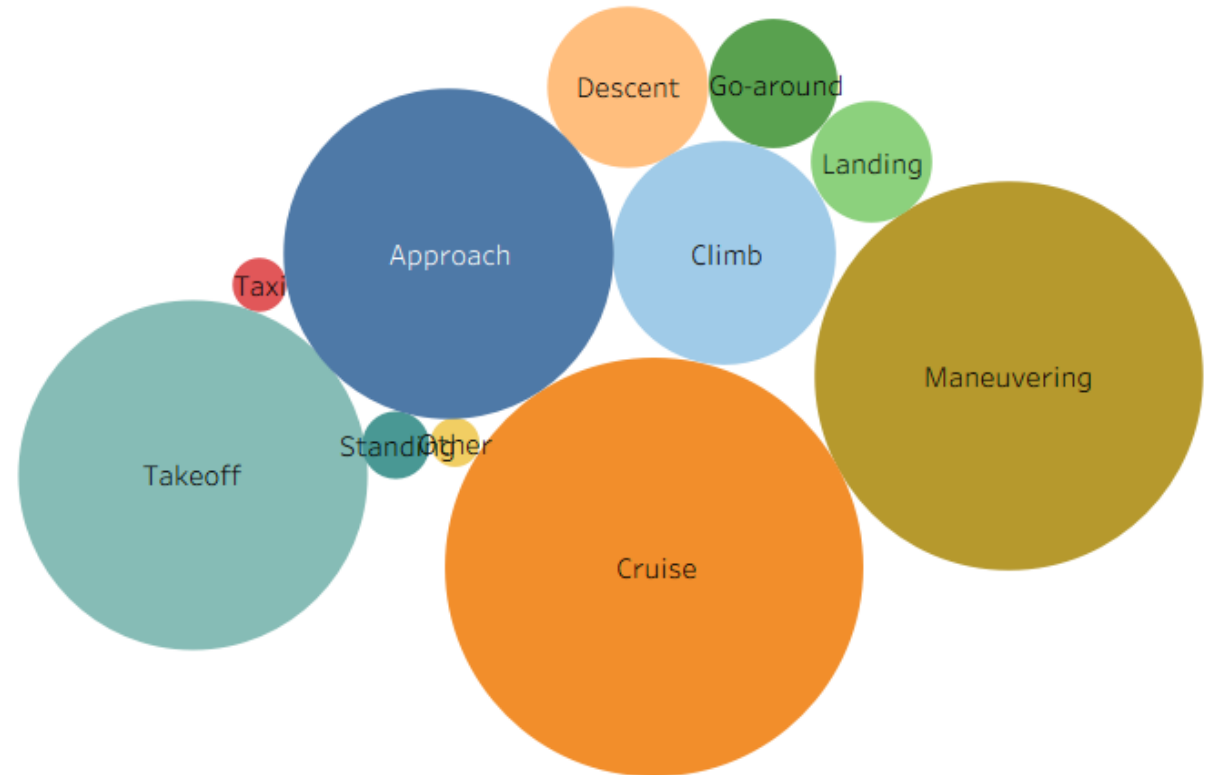 Descent
Go-around
Landing
Approach
Climb
Taxi
Maneuvering
Standing
Other
Takeoff
Cruise